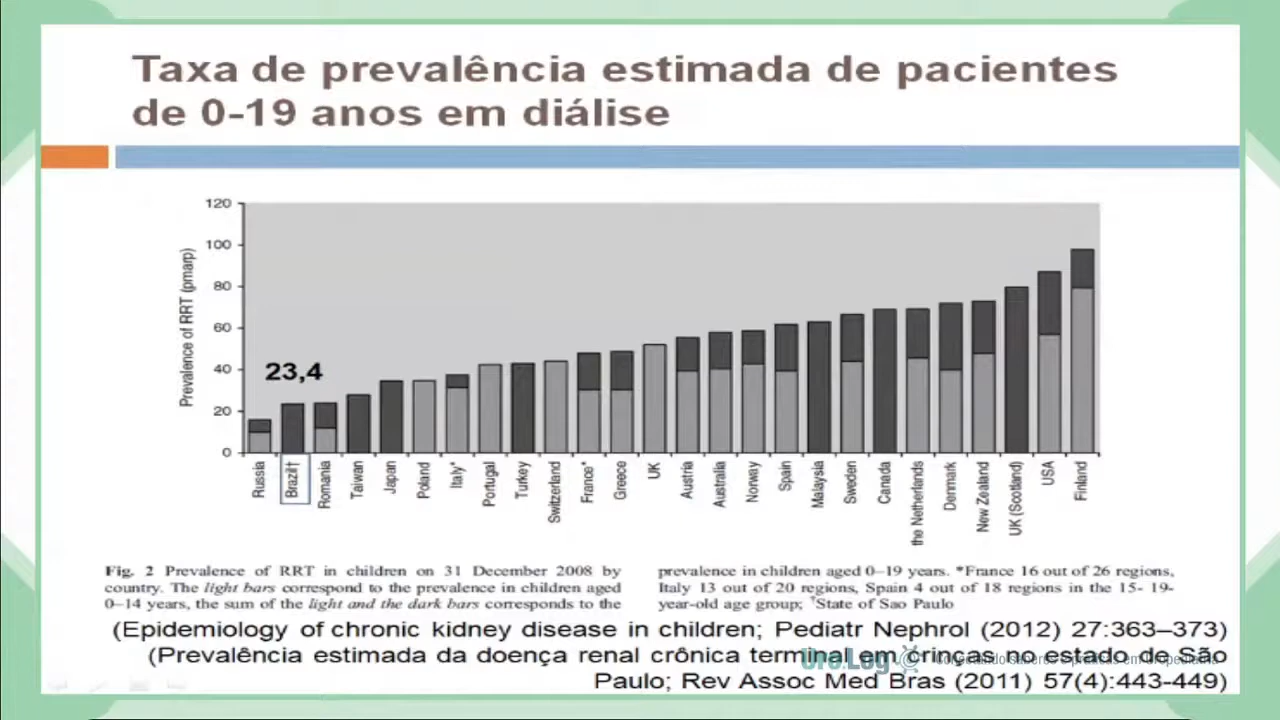 Taxa de prevalência estimada de pacientes
de 0-19 anos em diálise
120
100
80
60
40
20
0
Prevalence of RRT (pmarp)
23,4
Russia
Brazil†
Romania
Taiwan
Japan
Poland
Italy*
Portugal
Turkey
Switzerland
France*
Greece
UK
Austria
Australia
Norway
Spain
Malaysia
Sweden
Canada
the Netherlands
Denmark
New Zealand
UK (Scotland)
USA
Finland
Fig. 2 Prevalence of RRT in children on 31 December 2008 by
country. The light bars correspond to the prevalence in children aged
0–14 years, the sum of the light and the dark bars corresponds to the
prevalence in children aged 0–19 years. *France 16 out of 26 regions,
Italy 13 out of 20 regions, Spain 4 out of 18 regions in the 15- 19-
year-old age group; †State of Sao Paulo
(Epidemiology of chronic kidney disease in children; Pediatr Nephrol (2012) 27:363–373)
(Prevalência estimada da doença renal crônica terminal em crinças no estado de São
Paulo; Rev Assoc Med Bras (2011) 57(4):443-449)
Uro.Log
Conectando saberes e práticas em